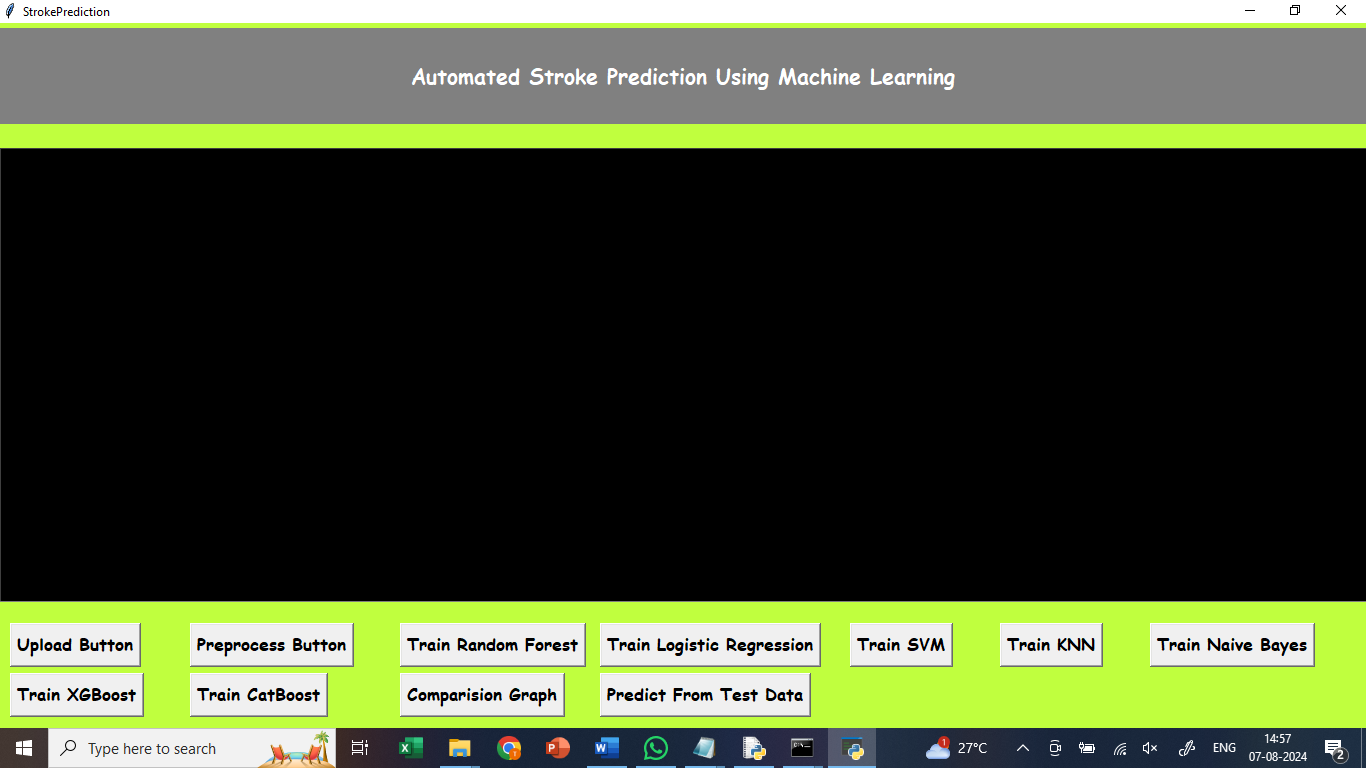 StrokePrediction
Automated Stroke Prediction Using Machine Learning
Upload Button Preprocess Button Train Random Forest Train Logistic Regression Train SVM Train KNN Train Naive Bayes
Train XGBoost Train CatBoost Comparision Graph Predict From Test Data
Type here to search 27°C ENG 14:57
07-08-2024